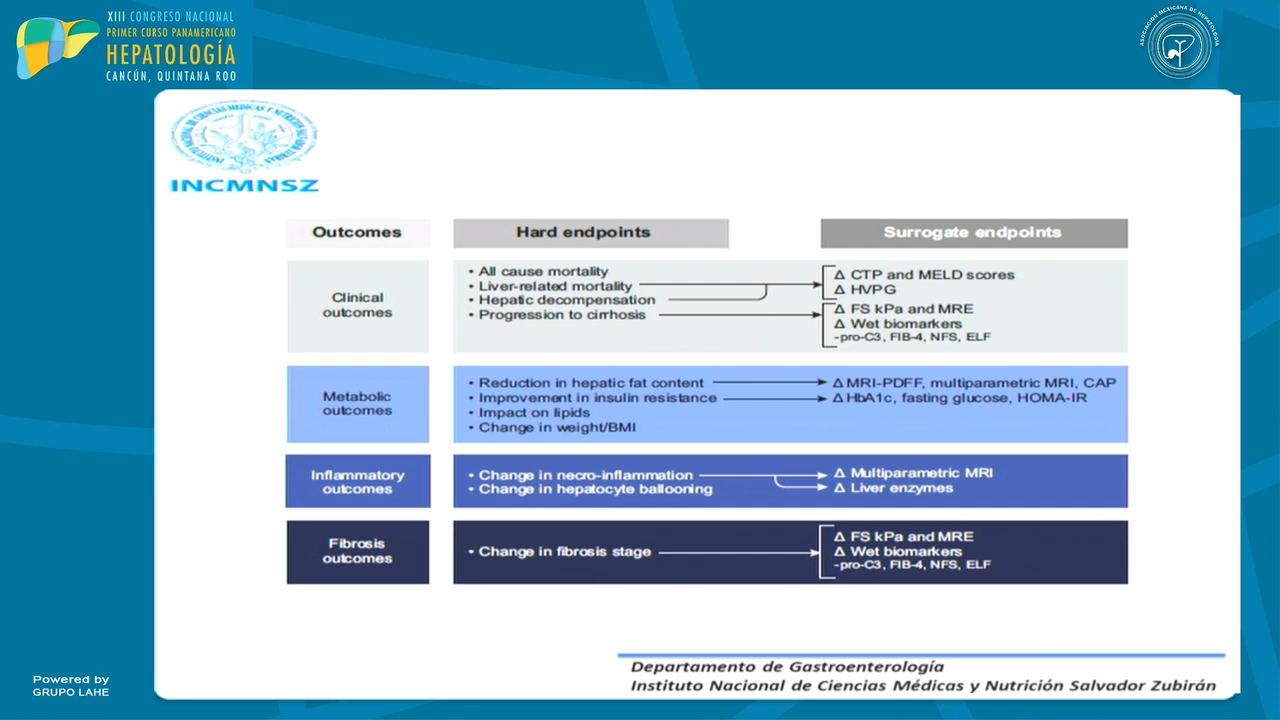 XIII CONGRESO NACIONAL
PRIMER CURSO PANAMERICANO
HEPATOLOGÍA
CANCÚN, QUINTANA ROO
ASOCIACIÓN MEXICANA DE HEPATOLOGÍA
INCMNSZ
Outcomes
Hard endpoints
Surrogate endpoints
Clinical
outcomes
• All cause mortality
• Liver-related mortality
• Hepatic decompensation
• Progression to cirrhosis
Δ CTP and MELD scores
Δ HVPG
Δ FS kPa and MRE
Δ Wet biomarkers
-pro-C3, FIB-4, NFS, ELF
Metabolic
outcomes
• Reduction in hepatic fat content
• Improvement in insulin resistance
• Impact on lipids
• Change in weight/BMI
Δ MRI-PDFF, multiparametric MRI, CAP
Δ HbA1c, fasting glucose, HOMA-IR
Inflammatory
outcomes
• Change in necro-inflammation
• Change in hepatocyte ballooning
Δ Multiparametric MRI
Δ Liver enzymes
Fibrosis
outcomes
• Change in fibrosis stage
Δ FS kPa and MRE
Δ Wet biomarkers
-pro-C3, FIB-4, NFS, ELF
Departamento de Gastroenterología
Instituto Nacional de Ciencias Médicas y Nutrición Salvador Zubirán
Powered by
GRUPO LAHE